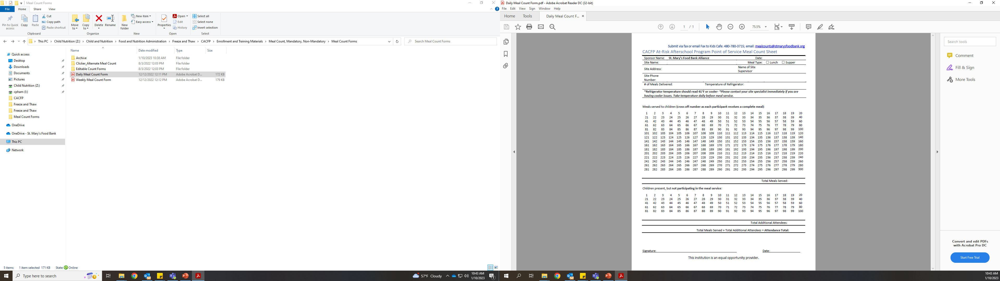 Meal Count Forms
File Home Share View
Pin to Quick access
Copy
Paste
Cut
Copy path
Paste shortcut
Clipboard
Move to
Copy to
Delete
Rename
Organize
New folder
New item
Easy access
New
Properties
Open
Edit
History
Open
Select all
Select none
Invert selection
Select
This PC > Child Nutrition (Z:) > Child and Nutrition > Food and Nutrition Administration > Freeze and Thaw > CACFP > Enrollment and Training Materials > Meal Count, Mandatory, Non-Mandatory > Meal Count Forms
Search Meal Count Forms
Quick access
Desktop
Downloads
Documents
Pictures
Child Nutrition (Z:)
cpham (I:)
CACFP
Freeze and Thaw
Freeze and Thaw
Meal Count Forms
OneDrive
OneDrive - St. Mary's Food Bank
This PC
Network
Name Date modified Type Size
Archive 1/10/2023 10:38 AM File folder
Clicker_Alternate Meal Count 8/3/2022 12:03 PM File folder
Editable Count Forms 8/3/2022 12:03 PM File folder
Daily Meal Count Form 12/12/2022 12:11 PM Adobe Acrobat D... 172 KB
Weekly Meal Count Form 12/12/2022 12:12 PM Adobe Acrobat D... 179 KB
5 items 1 item selected 171 KB State: Online
Type here to search
57°F Cloudy
10:43 AM
1/10/2023
1
Daily Meal Count Form.pdf - Adobe Acrobat Reader DC (32-bit)
File Edit View Sign Window Help
Home Tools Daily Meal Count F... ×
1 / 1 75.5%
Submit via fax or email Fax to Kids Cafe: 480-780-3715; email: mealcounts@stmarysfoodbank.org
CACFP At-Risk Afterschool Program Point of Service Meal Count Sheet
Sponsor Name: St. Mary's Food Bank Alliance Date:
Site Name: Meal Type: ☐ Lunch ☐ Supper
Site Address: Name of Site Supervisor
Site Phone Number:
# of Meals Delivered: Temperature of Refrigerator:
*Refrigerator temperature should read 41°F or cooler- *Please contact your site specialist immediately if you are
having cooler issues. Take temperature daily before meal service.
Meals served to children (cross off number as each participant receives a complete meal):
1 2 3 4 5 6 7 8 9 10 11 12 13 14 15 16 17 18 19 20
21 22 23 24 25 26 27 28 29 30 31 32 33 34 35 36 37 38 39 40
41 42 43 44 45 46 47 48 49 50 51 52 53 54 55 56 57 58 59 60
61 62 63 64 65 66 67 68 69 70 71 72 73 74 75 76 77 78 79 80
81 82 83 84 85 86 87 88 89 90 91 92 93 94 95 96 97 98 99 100
101 102 103 104 105 106 107 108 109 110 111 112 113 114 115 116 117 118 119 120
121 122 123 124 125 126 127 128 129 130 131 132 133 134 135 136 137 138 139 140
141 142 143 144 145 146 147 148 149 150 151 152 153 154 155 156 157 158 159 160
161 162 163 164 165 166 167 168 169 170 171 172 173 174 175 176 177 178 179 180
181 182 183 184 185 186 187 188 189 190 191 192 193 194 195 196 197 198 199 200
201 202 203 204 205 206 207 208 209 210 211 212 213 214 215 216 217 218 219 220
221 222 223 224 225 226 227 228 229 230 231 232 233 234 235 236 237 238 239 240
241 242 243 244 245 246 247 248 249 250 251 252 253 254 255 256 257 258 259 260
261 262 263 264 265 266 267 268 269 270 271 272 273 274 275 276 277 278 279 280
281 282 283 284 285 286 287 288 289 290 291 292 293 294 295 296 297 298 299 300
Total Meals Served:
Children present, but not participating in the meal service:
1 2 3 4 5 6 7 8 9 10 11 12 13 14 15 16 17 18 19 20
21 22 23 24 25 26 27 28 29 30 31 32 33 34 35 36 37 38 39 40
41 42 43 44 45 46 47 48 49 50 51 52 53 54 55 56 57 58 59 60
61 62 63 64 65 66 67 68 69 70 71 72 73 74 75 76 77 78 79 80
81 82 83 84 85 86 87 88 89 90 91 92 93 94 95 96 97 98 99 100
Total Additional Attendees:
Total Meals Served + Total Additional Attendees = Attendance Total:
Signature: Date:
This institution is an equal opportunity provider.
Search tools
Comment
Fill & Sign
More Tools
Convert and edit PDFs
with Acrobat Pro DC
Start Free Trial
10:43 AM
1/10/2023